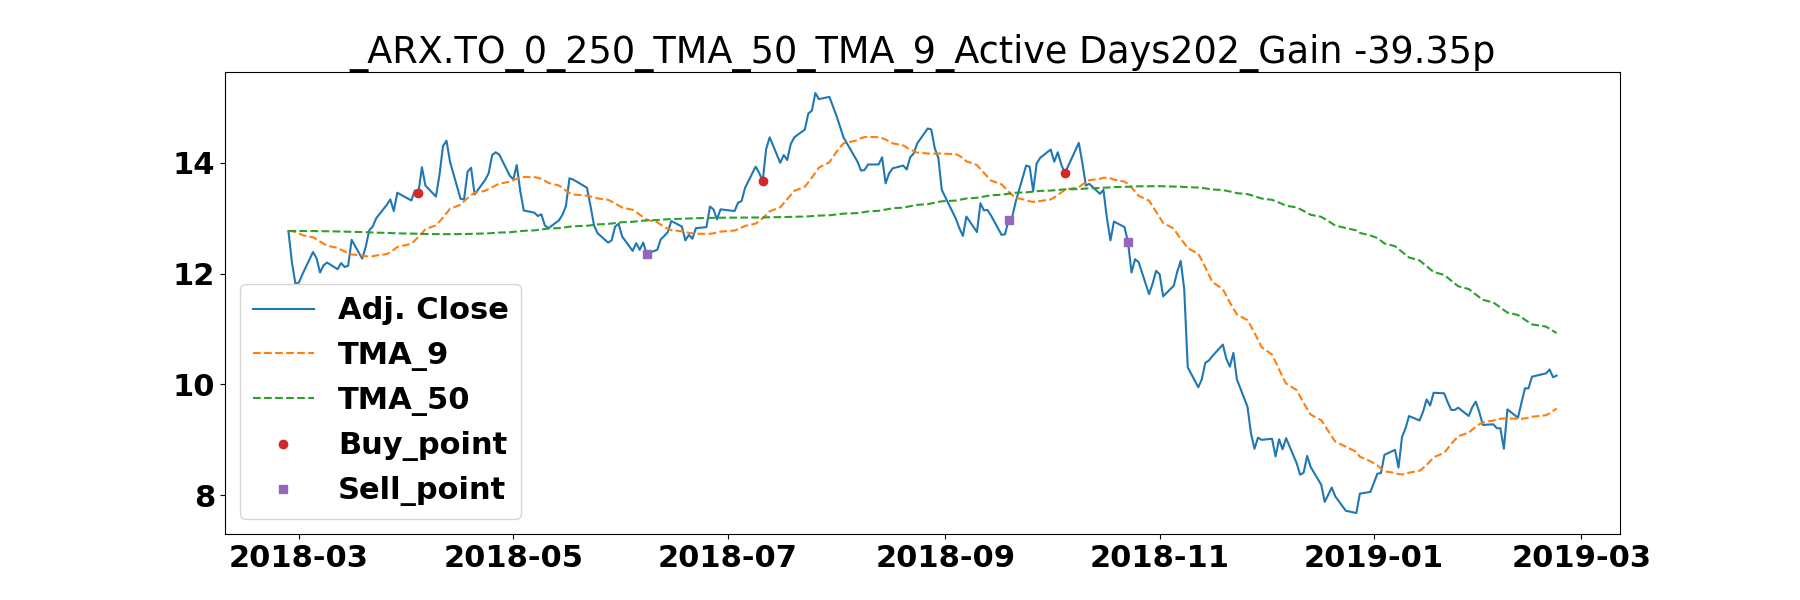 _ARX.TO_0_250_TMA_50_TMA_9_Active Days202_Gain -39.35p
14
12
10
8
Adj. Close
TMA_9
TMA_50
Buy_point
Sell_point
2018-03 2018-05 2018-07 2018-09 2018-11 2019-01 2019-03